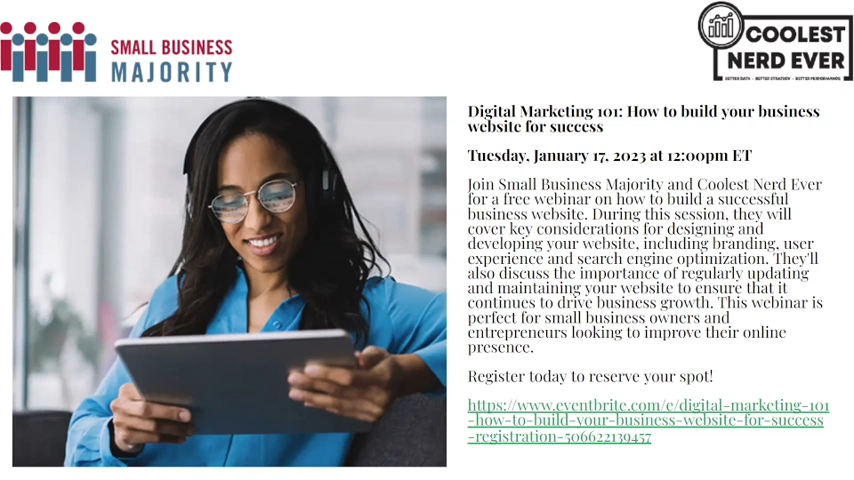 SMALL BUSINESS
MAJORITY
COOLEST
NERD EVER
BETTER DATA - BETTER STRATEGY - BETTER PERFORMANCE
Digital Marketing 101: How to build your business
website for success
Tuesday, January 17, 2023 at 12:00pm ET
Join Small Business Majority and Coolest Nerd Ever
for a free webinar on how to build a successful
business website. During this session, they will
cover key considerations for designing and
developing your website, including branding, user
experience and search engine optimization. They'll
also discuss the importance of regularly updating
and maintaining your website to ensure that it
continues to drive business growth. This webinar is
perfect for small business owners and
entrepreneurs looking to improve their online
presence.
Register today to reserve your spot!
https://www.eventbrite.com/e/digital-marketing-101
-how-to-build-your-business-website-for-success
-registration-506622139457